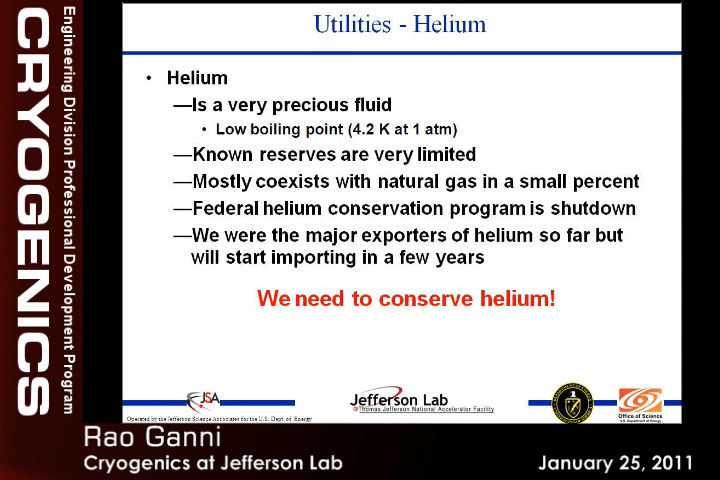 Engineering Division Professional Development Program
CRYOGENICS
Utilities - Helium
• Helium
—Is a very precious fluid
• Low boiling point (4.2 K at 1 atm)
—Known reserves are very limited
—Mostly coexists with natural gas in a small percent
—Federal helium conservation program is shutdown
—We were the major exporters of helium so far but
will start importing in a few years
We need to conserve helium!
JSA
Jefferson Lab
Thomas Jefferson National Accelerator Facility
Office of Science
U.S. Department of Energy
Operated by the Jefferson Science Associates for the U.S. Dept. of Energy
Rao Ganni
Cryogenics at Jefferson Lab
January 25, 2011